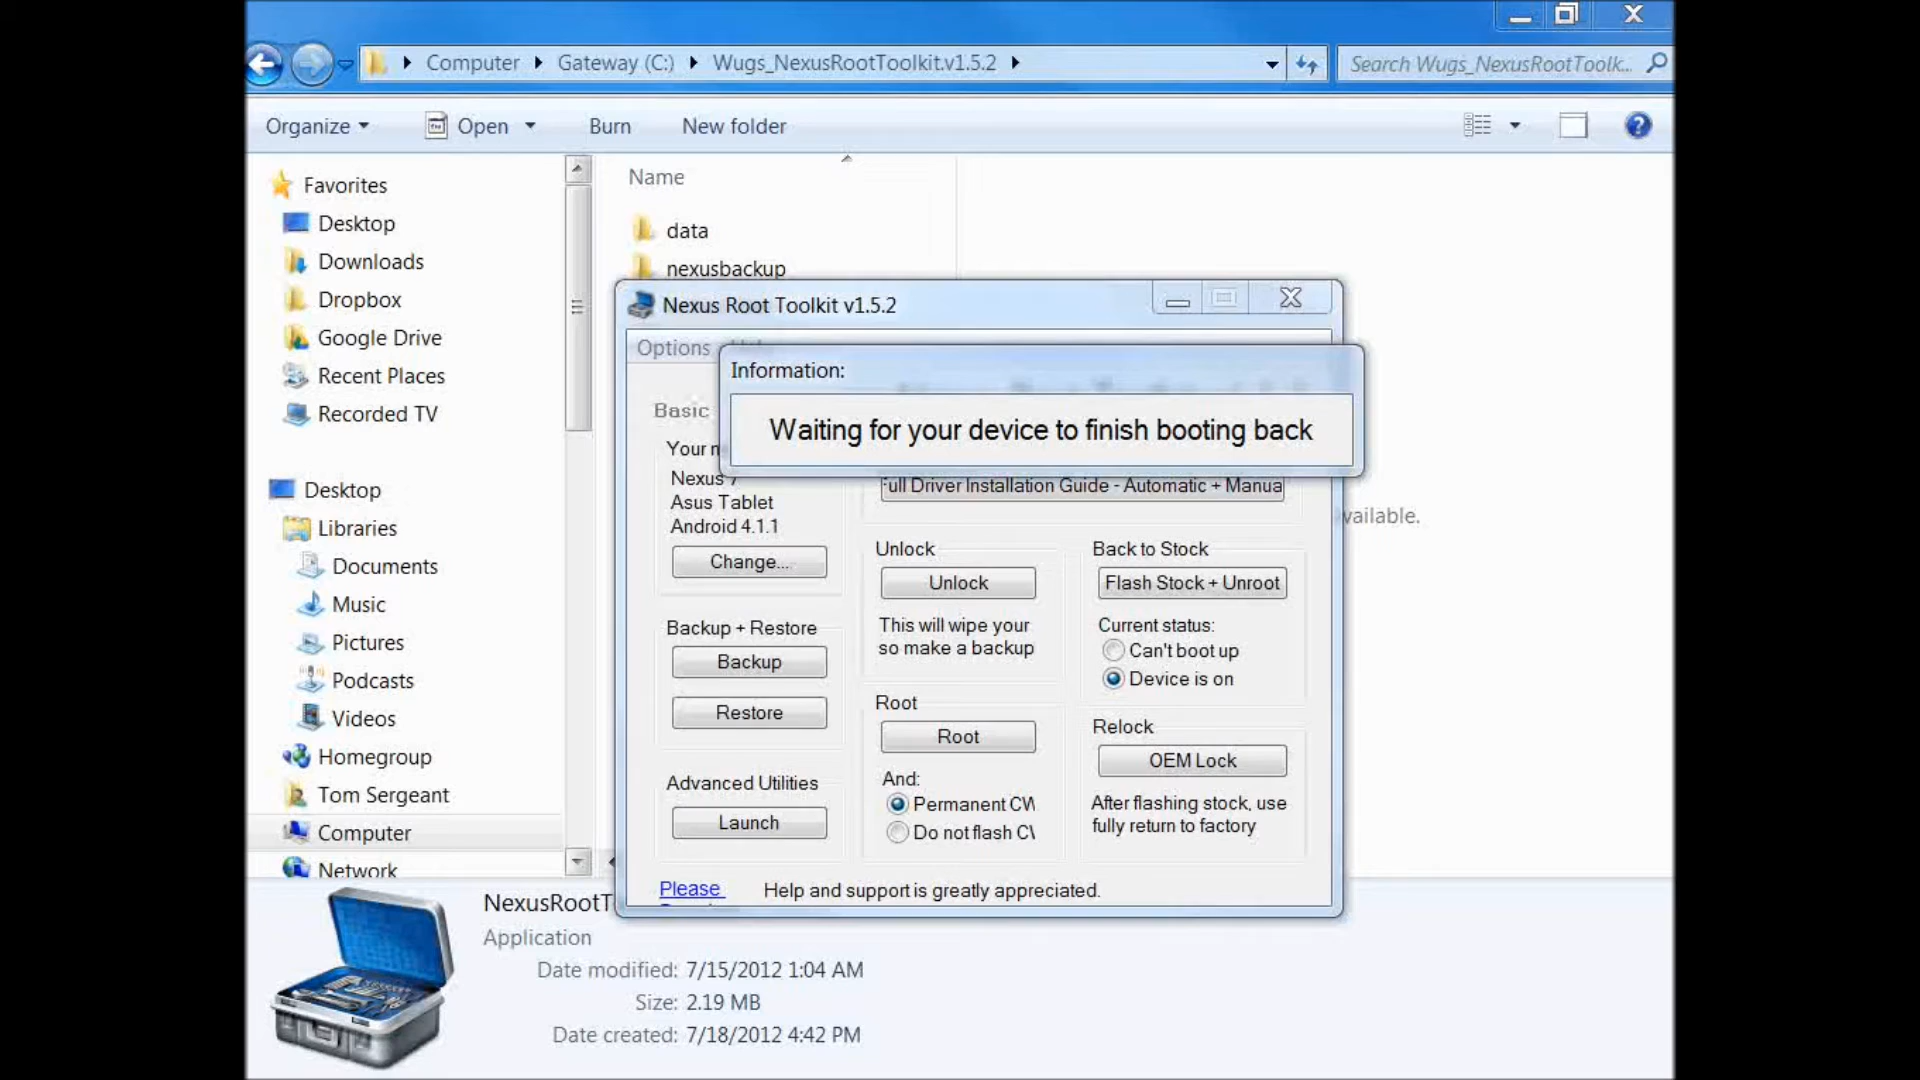 Computer Gateway (C:) Wugs_NexusRootToolkit.v1.5.2
Search Wugs_NexusRootToolk...
Organize Open Burn New folder
Favorites
Desktop
Downloads
Dropbox
Google Drive
Recent Places
Recorded TV
Desktop
Libraries
Documents
Music
Pictures
Podcasts
Videos
Homegroup
Tom Sergeant
Computer
Network
Name
data
nexusbackup
vailable.
Nexus Root Toolkit v1.5.2
Options
Information:
Waiting for your device to finish booting back
Basic
Your
Nexus 7
Asus Tablet
Android 4.1.1
Change...
Backup + Restore
Backup
Restore
Advanced Utilities
Launch
ull Driver Installation Guide - Automatic + Manua
Unlock
Unlock
This will wipe your
so make a backup
Root
Root
And:
Permanent CW
Do not flash CW
Back to Stock
Flash Stock + Unroot
Current status:
Can't boot up
Device is on
Relock
OEM Lock
After flashing stock, use
fully return to factory
Please
Help and support is greatly appreciated.
NexusRootT
Application
Date modified: 7/15/2012 1:04 AM
Size: 2.19 MB
Date created: 7/18/2012 4:42 PM